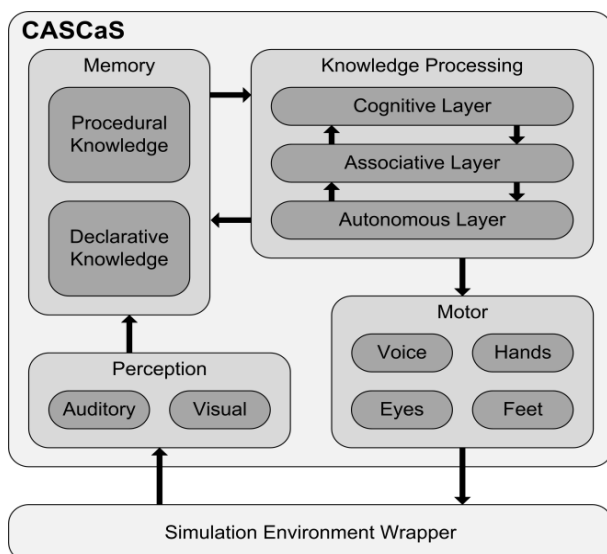 CASCaS
Memory
Procedural
Knowledge
Declarative
Knowledge
Knowledge Processing
Cognitive Layer
Associative Layer
Autonomous Layer
Motor
Voice
Hands
Eyes
Feet
Perception
Auditory
Visual
Simulation Environment Wrapper